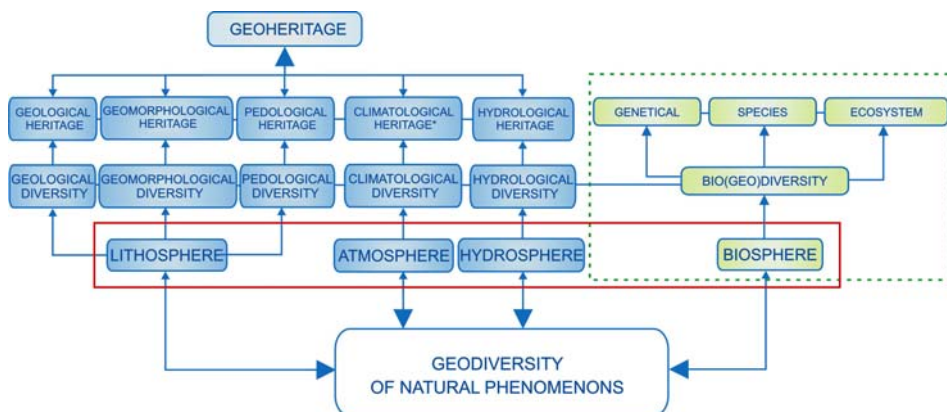 GEOHERITAGE
GEOLOGICAL
HERITAGE
GEOMORPHOLOGICAL
HERITAGE
PEDOLOGICAL
HERITAGE
CLIMATOLOGICAL
HERITAGE*
HYDROLOGICAL
HERITAGE
GENETICAL
SPECIES
ECOSYSTEM
GEOLOGICAL
DIVERSITY
GEOMORPHOLOGICAL
DIVERSITY
PEDOLOGICAL
DIVERSITY
CLIMATOLOGICAL
DIVERSITY
HYDROLOGICAL
DIVERSITY
BIO(GEO)DIVERSITY
LITHOSPHERE
ATMOSPHERE
HYDROSPHERE
BIOSPHERE
GEODIVERSITY
OF NATURAL PHENOMENONS